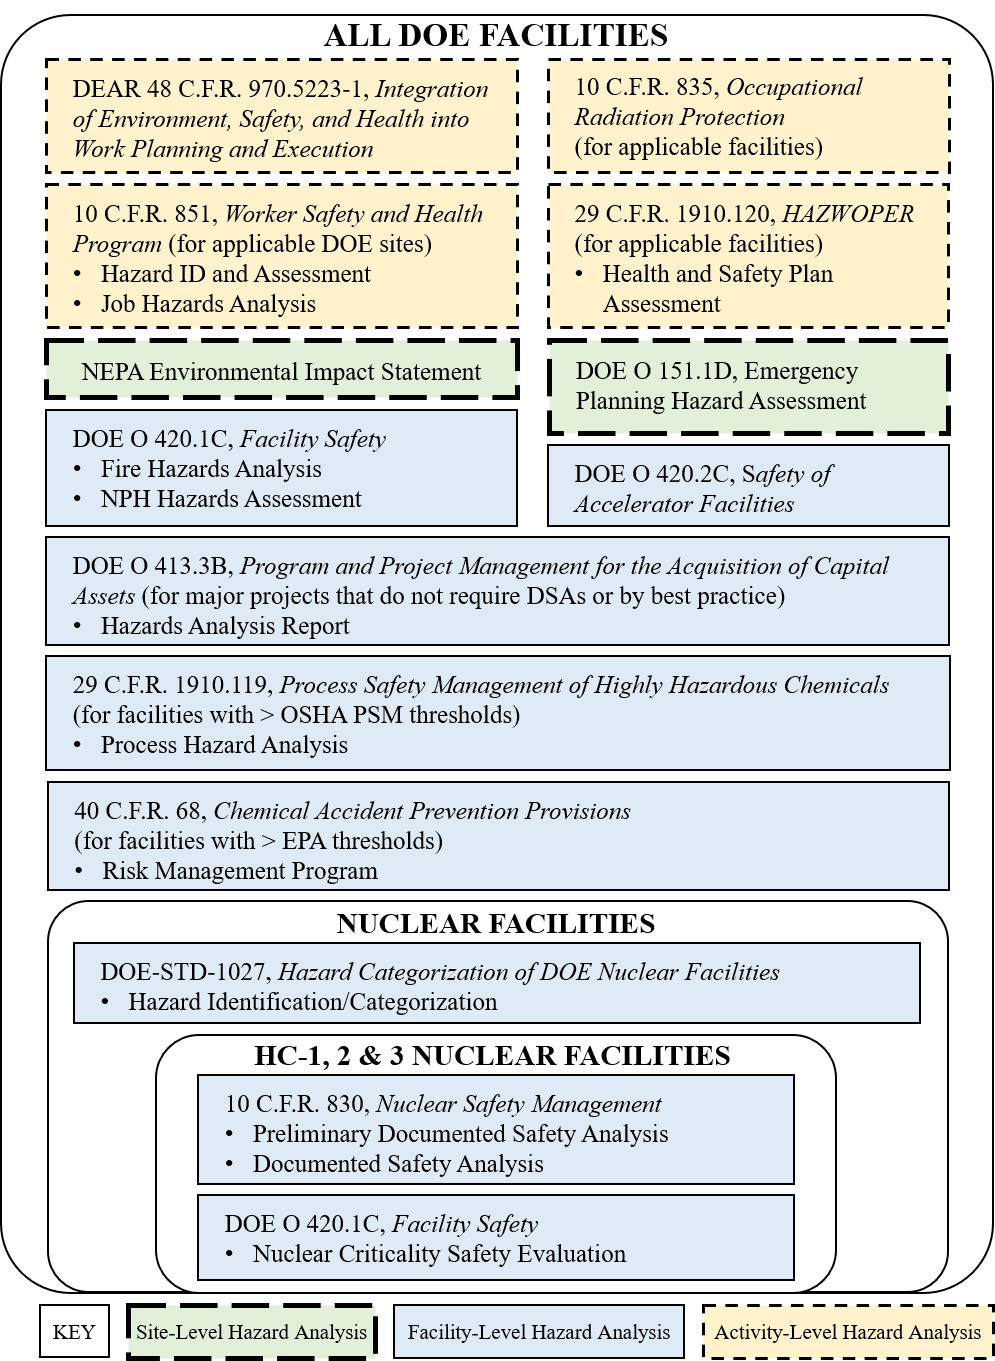 ALL DOE FACILITIES
DEAR 48 C.F.R. 970.5223-1, Integration
of Environment, Safety, and Health into
Work Planning and Execution
10 C.F.R. 835, Occupational
Radiation Protection
(for applicable facilities)
10 C.F.R. 851, Worker Safety and Health
Program (for applicable DOE sites)
• Hazard ID and Assessment
• Job Hazards Analysis
29 C.F.R. 1910.120, HAZWOPER
(for applicable facilities)
• Health and Safety Plan
Assessment
NEPA Environmental Impact Statement
DOE O 151.1D, Emergency
Planning Hazard Assessment
DOE O 420.1C, Facility Safety
• Fire Hazards Analysis
• NPH Hazards Assessment
DOE O 420.2C, Safety of
Accelerator Facilities
DOE O 413.3B, Program and Project Management for the Acquisition of Capital
Assets (for major projects that do not require DSAs or by best practice)
• Hazards Analysis Report
29 C.F.R. 1910.119, Process Safety Management of Highly Hazardous Chemicals
(for facilities with > OSHA PSM thresholds)
• Process Hazard Analysis
40 C.F.R. 68, Chemical Accident Prevention Provisions
(for facilities with > EPA thresholds)
• Risk Management Program
NUCLEAR FACILITIES
DOE-STD-1027, Hazard Categorization of DOE Nuclear Facilities
• Hazard Identification/Categorization
HC-1, 2 & 3 NUCLEAR FACILITIES
10 C.F.R. 830, Nuclear Safety Management
• Preliminary Documented Safety Analysis
• Documented Safety Analysis
DOE O 420.1C, Facility Safety
• Nuclear Criticality Safety Evaluation
KEY
Site-Level Hazard Analysis
Facility-Level Hazard Analysis
Activity-Level Hazard Analysis